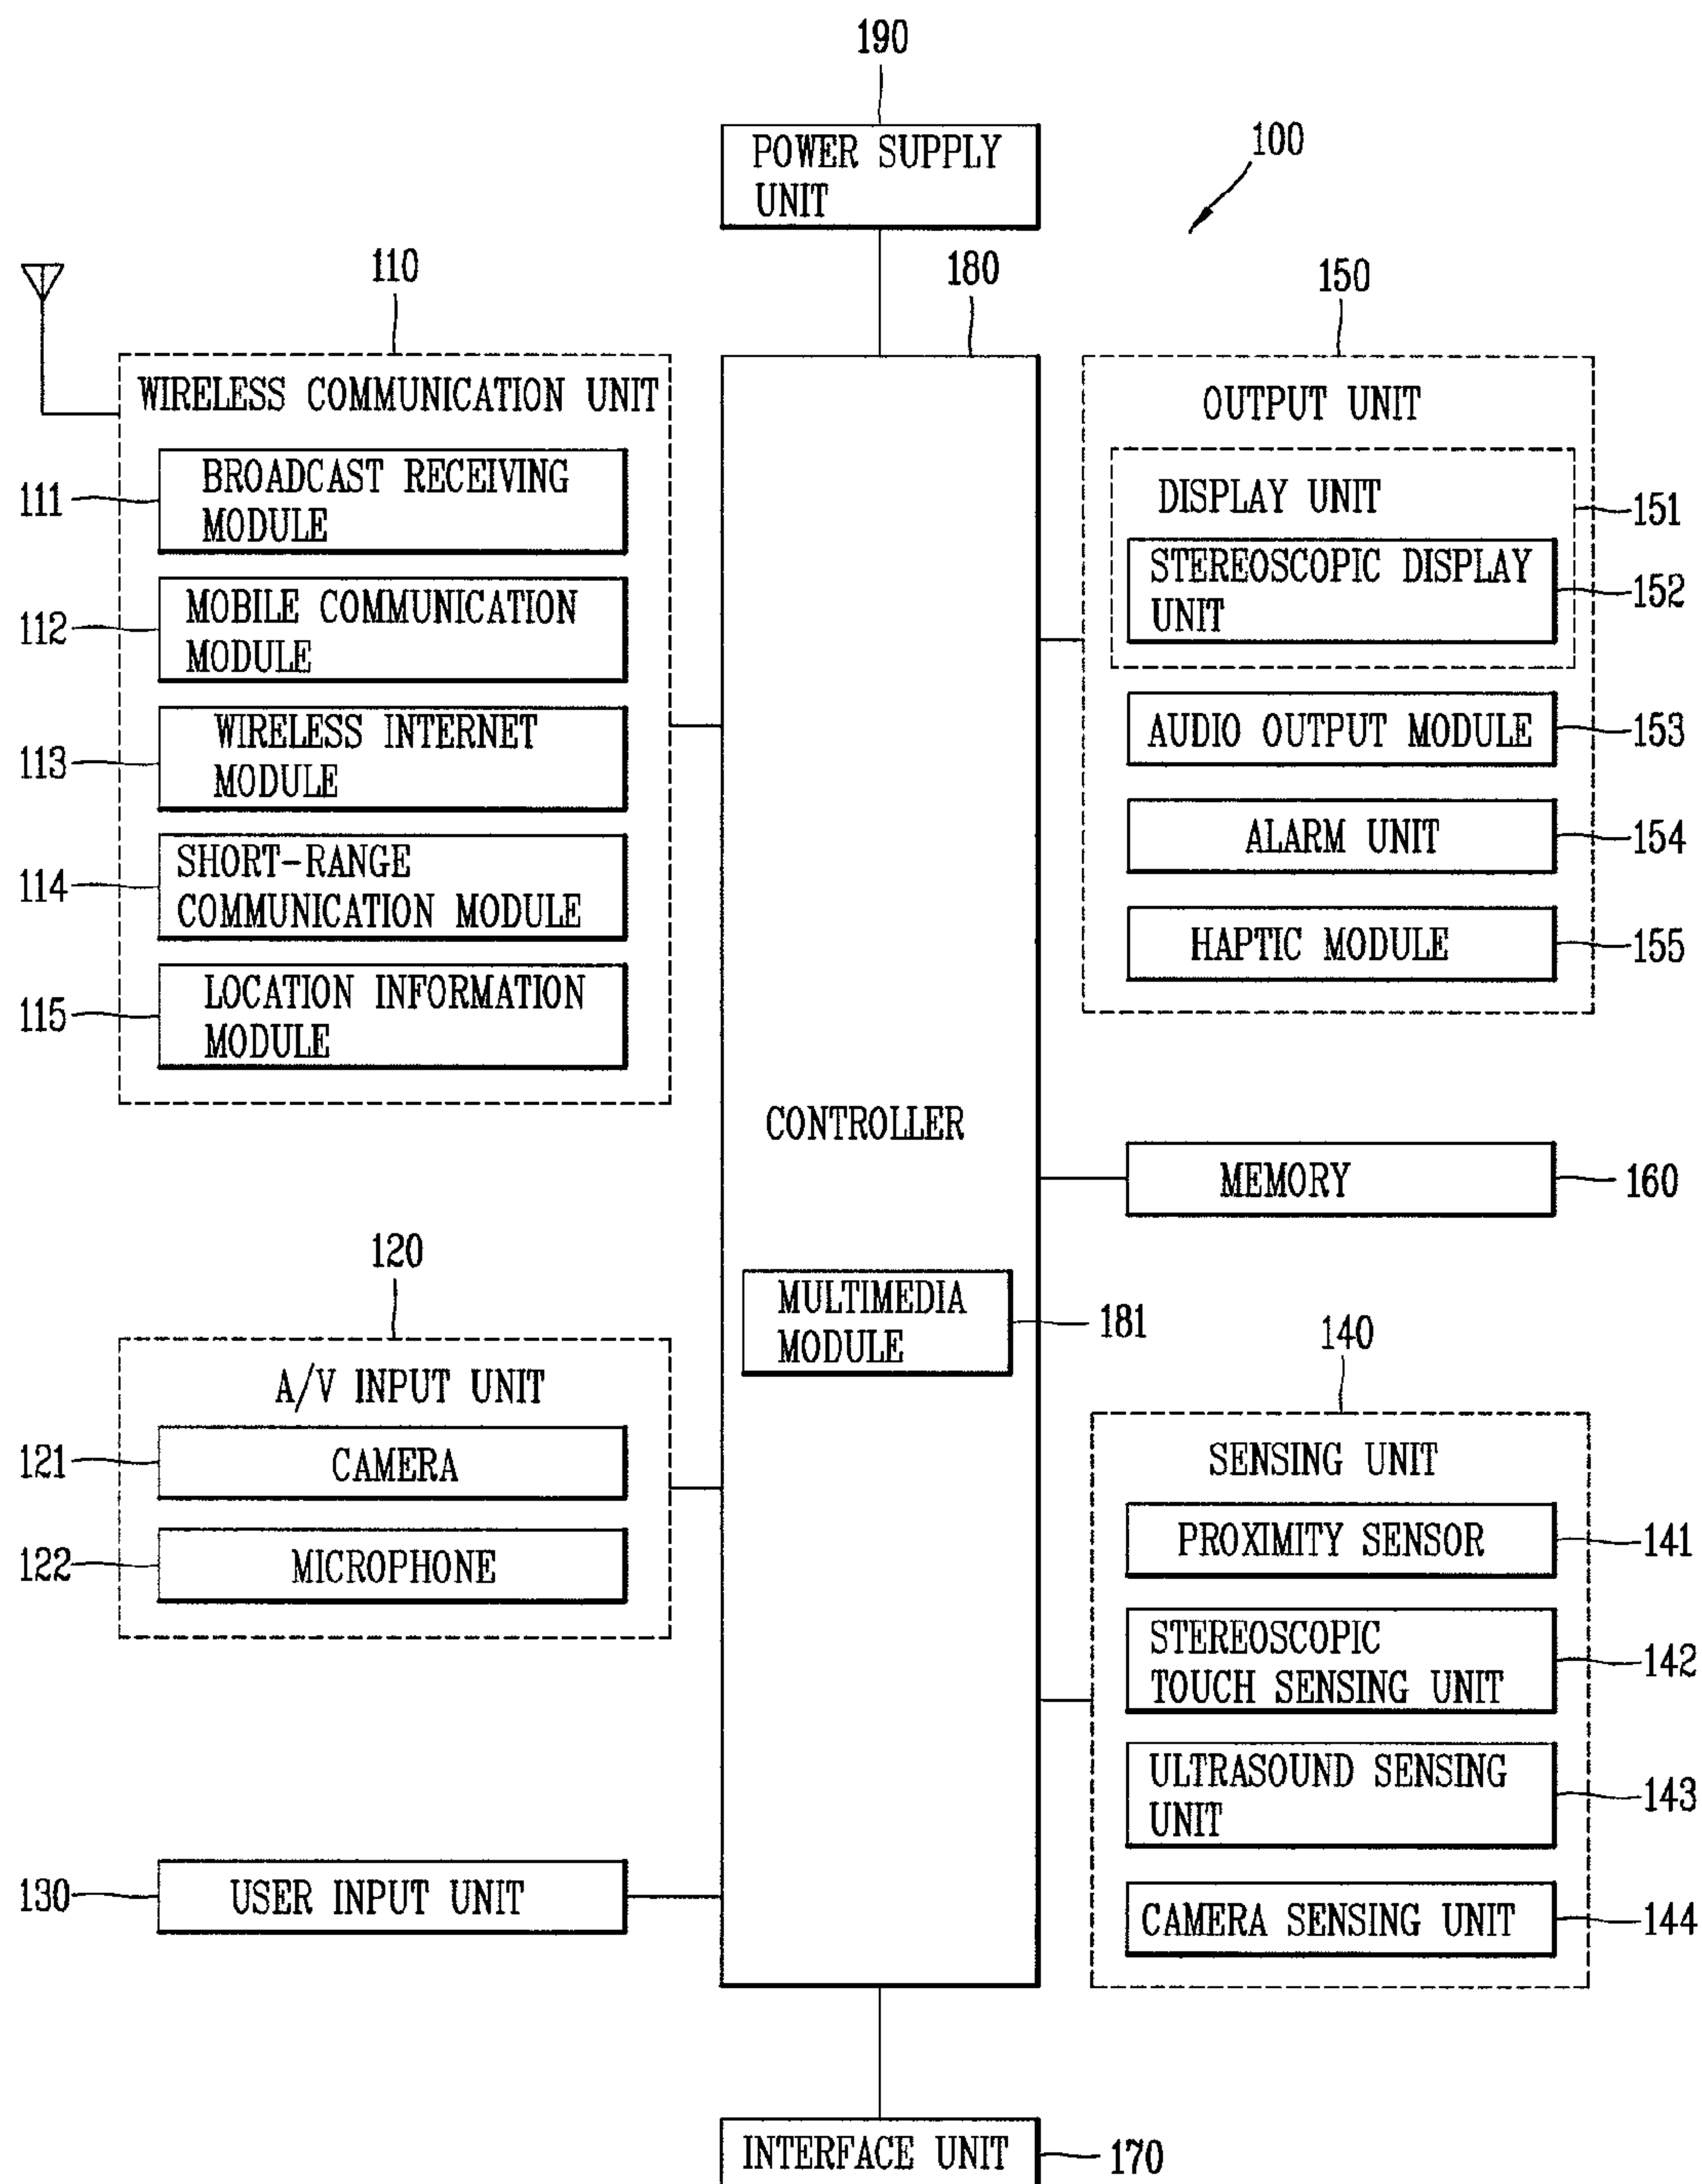 190
POWER SUPPLY
UNIT
100
110
180
150
WIRELESS COMMUNICATION UNIT
111
BROADCAST RECEIVING
MODULE
112
MOBILE COMMUNICATION
MODULE
113
WIRELESS INTERNET
MODULE
114
SHORT-RANGE
COMMUNICATION MODULE
115
LOCATION INFORMATION
MODULE
OUTPUT UNIT
DISPLAY UNIT
151
STEREOSCOPIC DISPLAY
UNIT
152
AUDIO OUTPUT MODULE
153
ALARM UNIT
154
HAPTIC MODULE
155
CONTROLLER
MEMORY
160
MULTIMEDIA
MODULE
181
120
A/V INPUT UNIT
121
CAMERA
122
MICROPHONE
140
SENSING UNIT
PROXIMITY SENSOR
141
STEREOSCOPIC
TOUCH SENSING UNIT
142
ULTRASOUND SENSING
UNIT
143
CAMERA SENSING UNIT
144
130
USER INPUT UNIT
INTERFACE UNIT
170